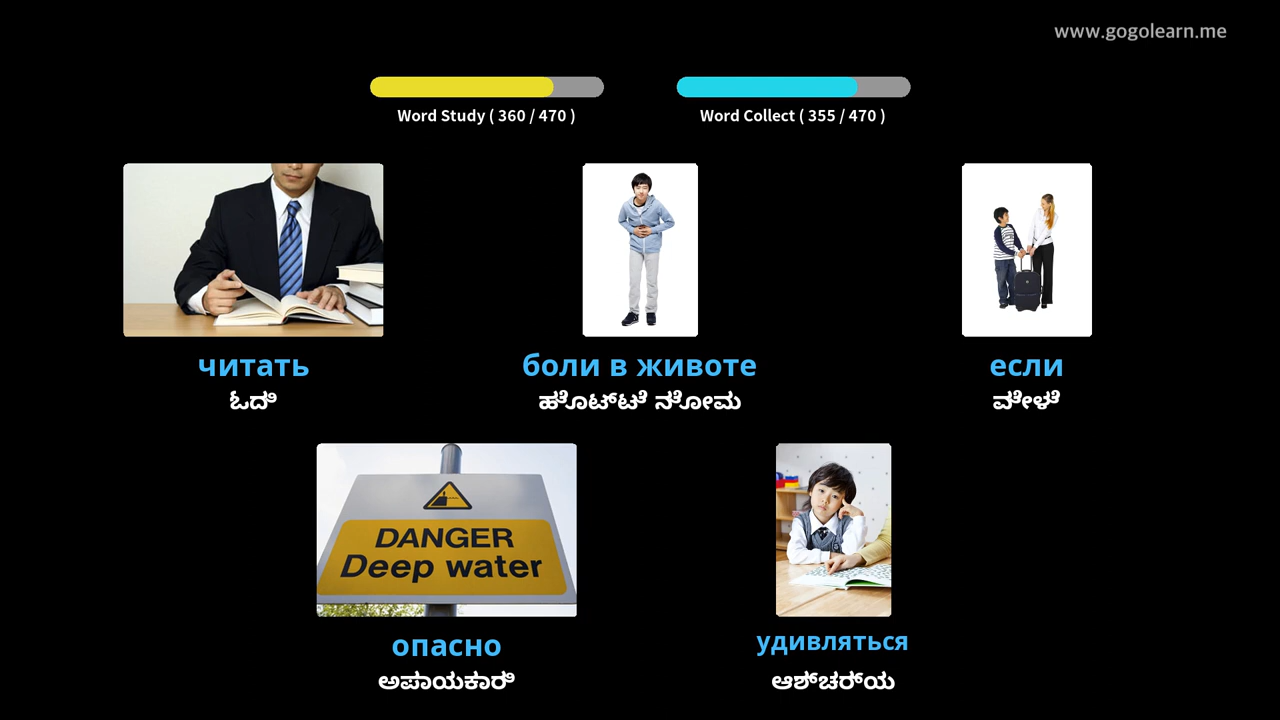 www.gogolearn.me
Word Study ( 360 / 470 )
Word Collect ( 355 / 470 )
читать
боли в животе
если
ಓದಿ
ಹೊಟ್ಟೆ ನೋಮ
ವೇಳೆ
DANGER
Deep water
опасно
удивляться
ಅಪಾಯಕಾರಿ
ಆಶ್ಚರ್ಯ